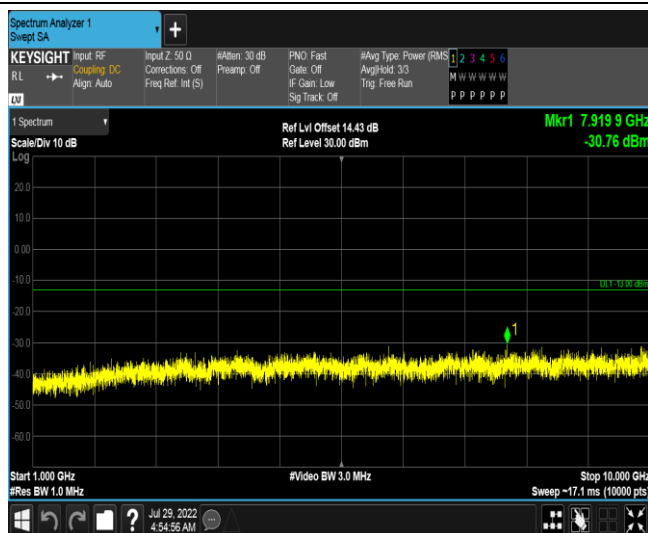 Spectrum Analyzer 1
Swept SA
+
KEYSIGHT
RL
LXI
Input: RF
Coupling: DC
Align: Auto
Input Z: 50 Ω
Corrections: Off
Freq Ref: Int (S)
#Atten: 30 dB
Preamp: Off
PNO: Fast
Gate: Off
IF Gain: Low
Sig Track: Off
#Avg Type: Power (RMS
Avg|Hold: 3/3
Trig: Free Run
1 2 3 4 5 6
M W W W W W
P P P P P P
1 Spectrum
Scale/Div 10 dB
Log
Ref Lvl Offset 14.43 dB
Ref Level 30.00 dBm
Mkr1 7.919 9 GHz
-30.76 dBm
20.0
10.0
0.00
-10.0
DL1 -13.00 dBm
-20.0
-30.0
1
-40.0
-50.0
-60.0
Start 1.000 GHz
#Video BW 3.0 MHz
Stop 10.000 GHz
#Res BW 1.0 MHz
Sweep ~17.1 ms (10000 pts)
?
Jul 29, 2022
4:54:56 AM